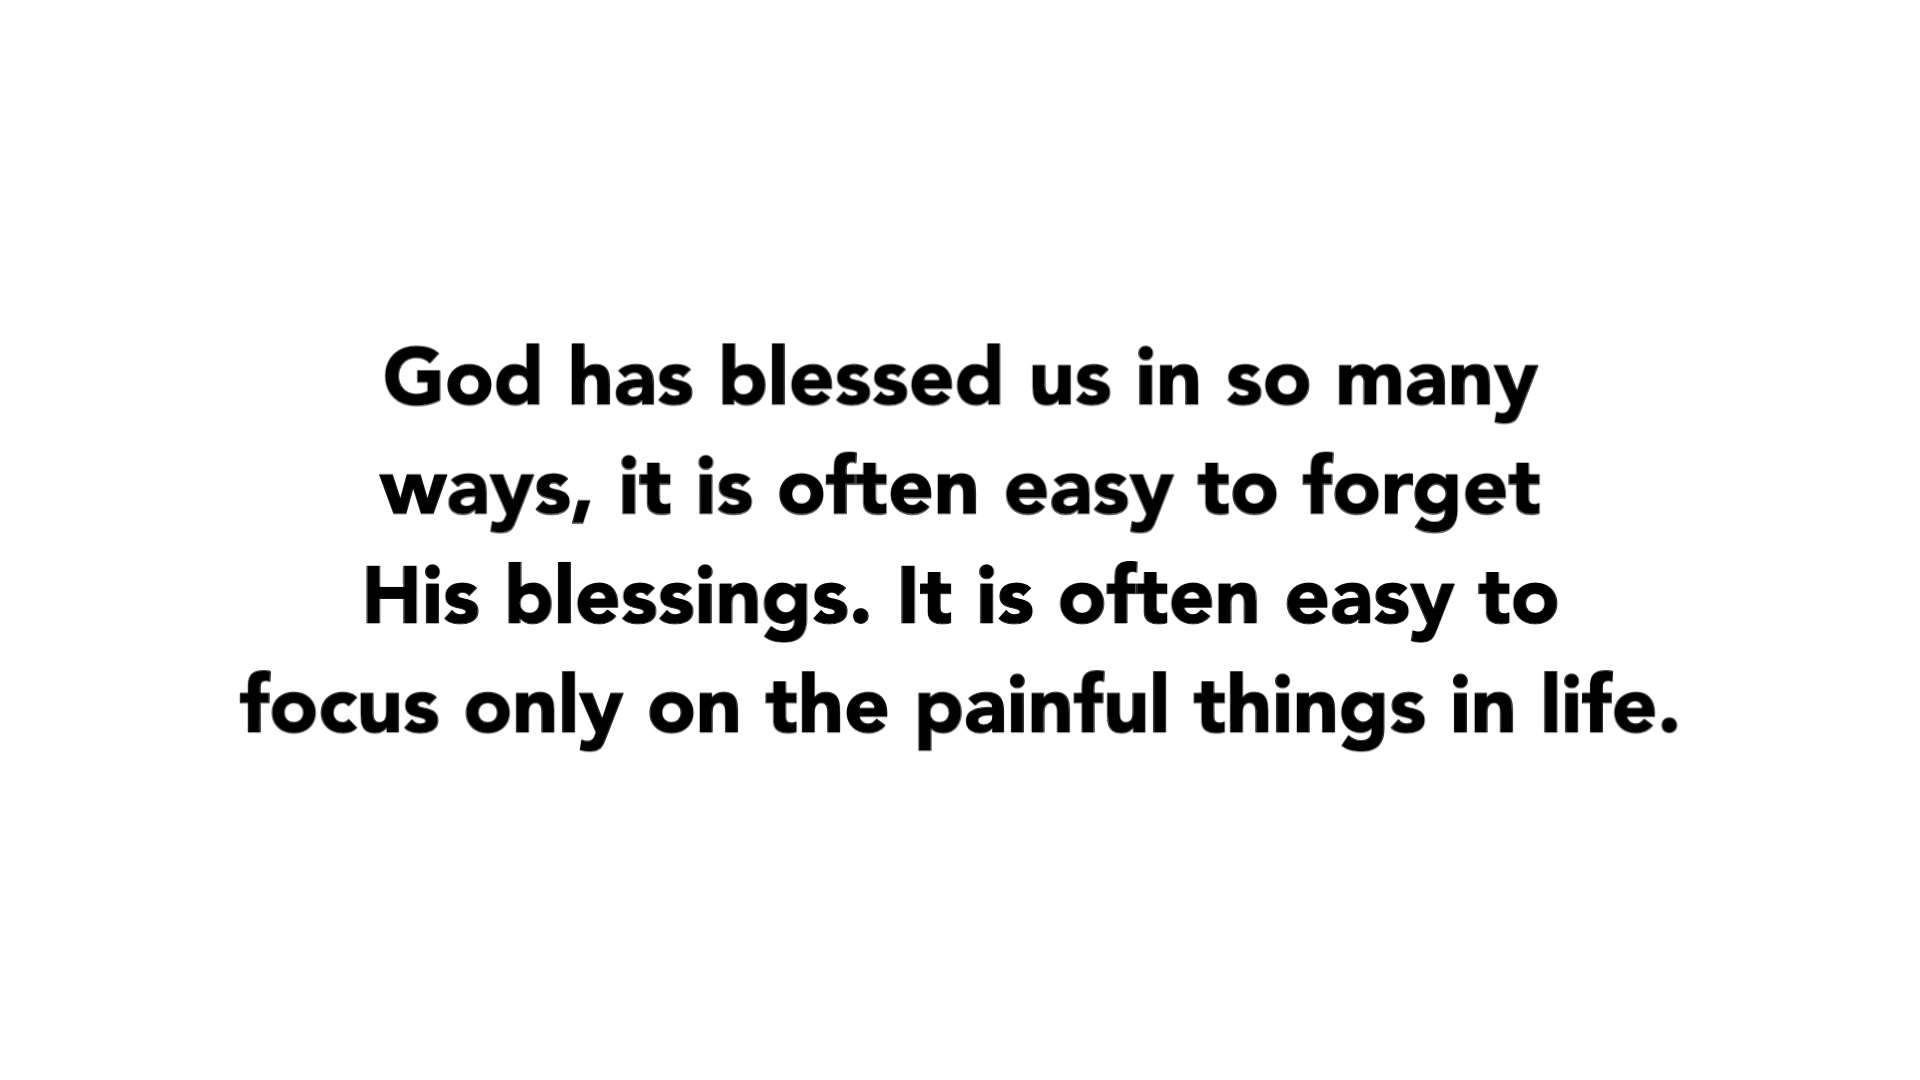 God has blessed us in so many
ways, it is often easy to forget
His blessings. It is often easy to
focus only on the painful things in life.